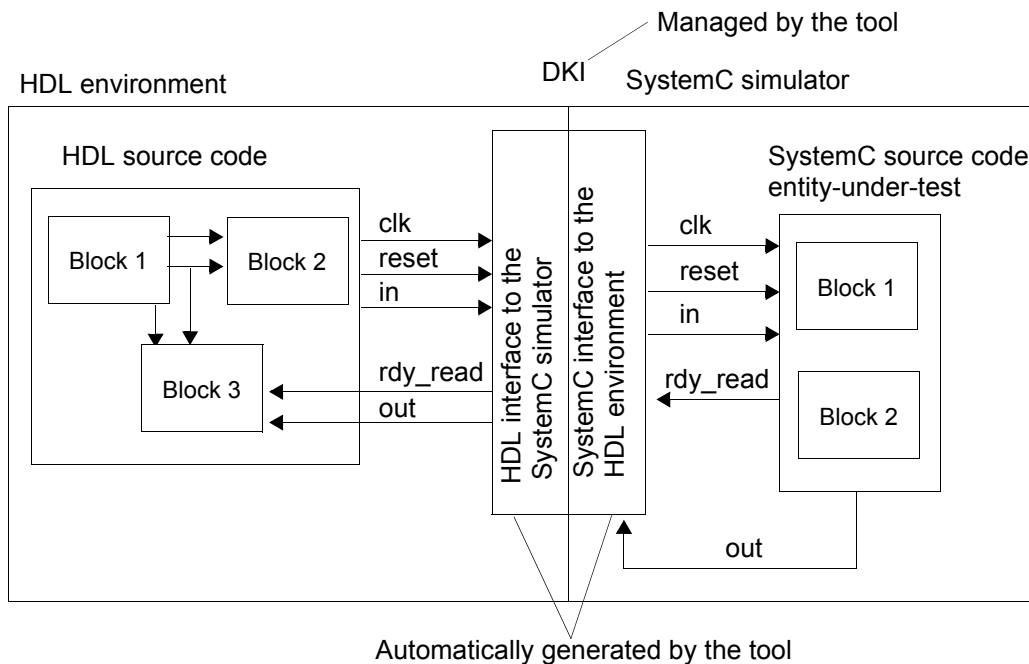 Managed by the tool
DKI
HDL environment
SystemC simulator
HDL source code
Block 1
Block 2
Block 3
clk
reset
in
rdy_read
out
HDL interface to the
SystemC simulator
SystemC interface to the
HDL environment
clk
reset
in
rdy_read
out
SystemC source code
entity-under-test
Block 1
Block 2
Automatically generated by the tool